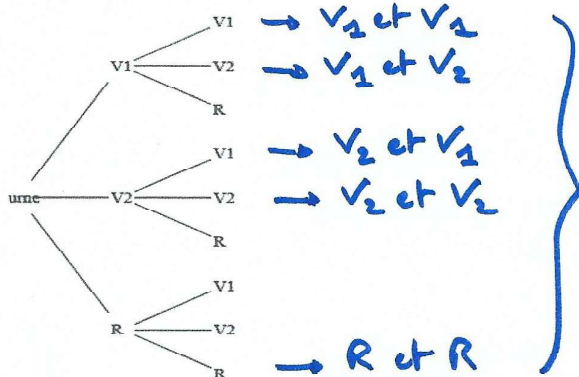 V1 → V₁ et V₁
V1 V2 → V₁ et V₂
R
V1 → V₂ et V₁
urne V2 V2 → V₂ et V₂
R
V1
R V2
R → R et R